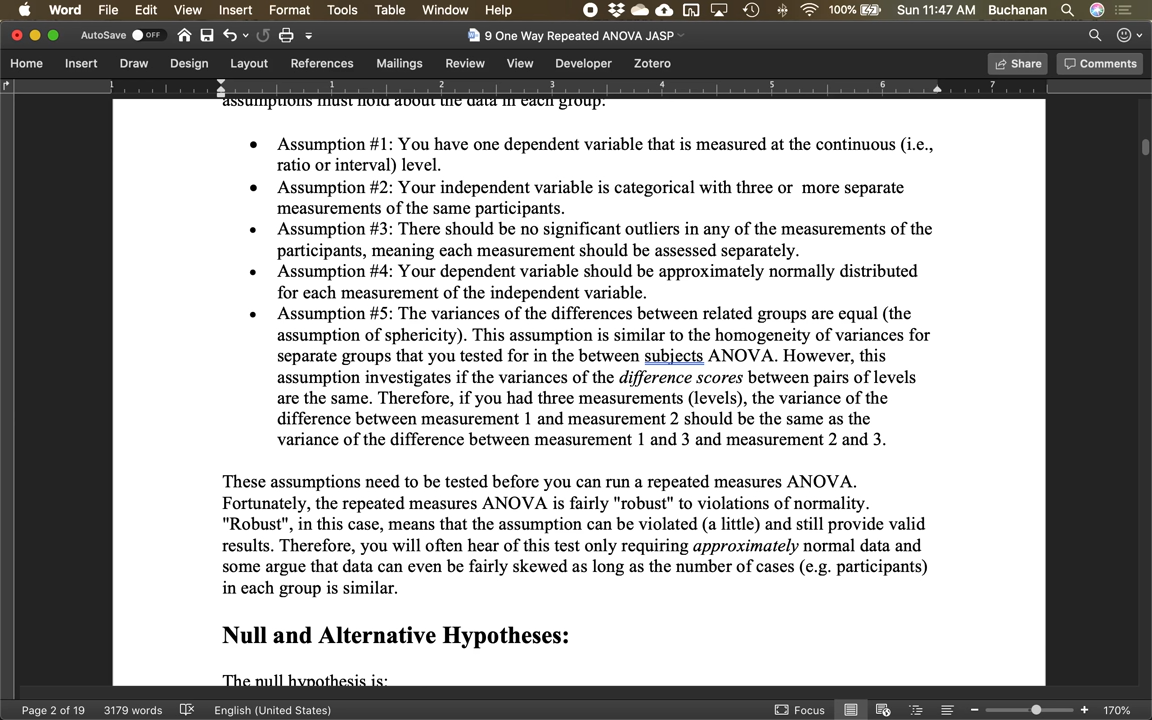 Word File Edit View Insert Format Tools Table Window Help 100% Sun 11:47 AM Buchanan
AutoSave OFF 9 One Way Repeated ANOVA JASP
Home Insert Draw Design Layout References Mailings Review View Developer Zotero Share Comments
1 1 2 3 4 5 6 7
assumptions must hold about the data in each group:
• Assumption #1: You have one dependent variable that is measured at the continuous (i.e.,
ratio or interval) level.
• Assumption #2: Your independent variable is categorical with three or  more separate
measurements of the same participants.
• Assumption #3: There should be no significant outliers in any of the measurements of the
participants, meaning each measurement should be assessed separately.
• Assumption #4: Your dependent variable should be approximately normally distributed
for each measurement of the independent variable.
• Assumption #5: The variances of the differences between related groups are equal (the
assumption of sphericity). This assumption is similar to the homogeneity of variances for
separate groups that you tested for in the between subjects ANOVA. However, this
assumption investigates if the variances of the difference scores between pairs of levels
are the same. Therefore, if you had three measurements (levels), the variance of the
difference between measurement 1 and measurement 2 should be the same as the
variance of the difference between measurement 1 and 3 and measurement 2 and 3.
These assumptions need to be tested before you can run a repeated measures ANOVA.
Fortunately, the repeated measures ANOVA is fairly "robust" to violations of normality.
"Robust", in this case, means that the assumption can be violated (a little) and still provide valid
results. Therefore, you will often hear of this test only requiring approximately normal data and
some argue that data can even be fairly skewed as long as the number of cases (e.g. participants)
in each group is similar.
Null and Alternative Hypotheses:
The null hypothesis is:
Page 2 of 19 3179 words English (United States) Focus 170%